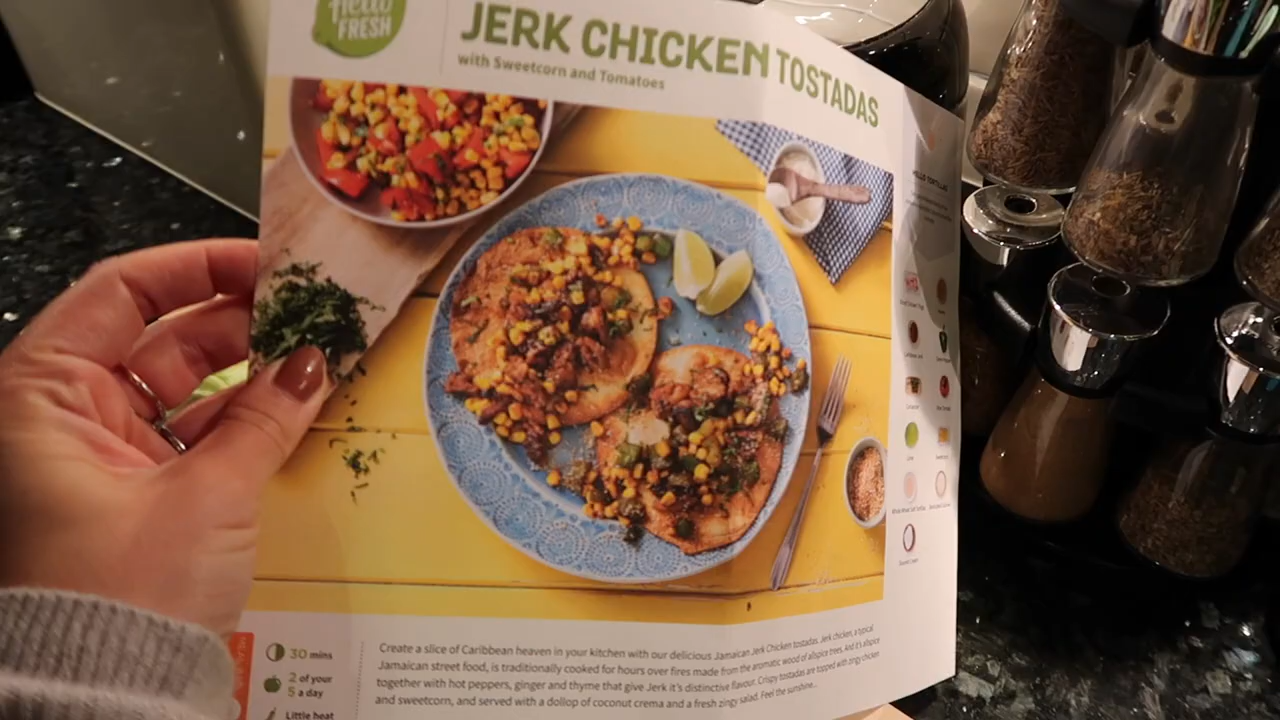 Hello
FRESH
JERK CHICKEN TOSTADAS
with Sweetcorn and Tomatoes
HELLO TORTILLAS
Lime
30 mins
2 of your
5 a day
Little heat
Create a slice of Caribbean heaven in your kitchen with our delicious Jamaican Jerk Chicken tostadas. Jerk chicken, a typical
Jamaican street food, is traditionally cooked for hours over fires made from the aromatic wood of allspice trees. And it's allspice
together with hot peppers, ginger and thyme that give Jerk it's distinctive flavour. Crispy tostadas are topped with zingy chicken
and sweetcorn, and served with a dollop of coconut crema and a fresh zingy salad. Feel the sunshine...